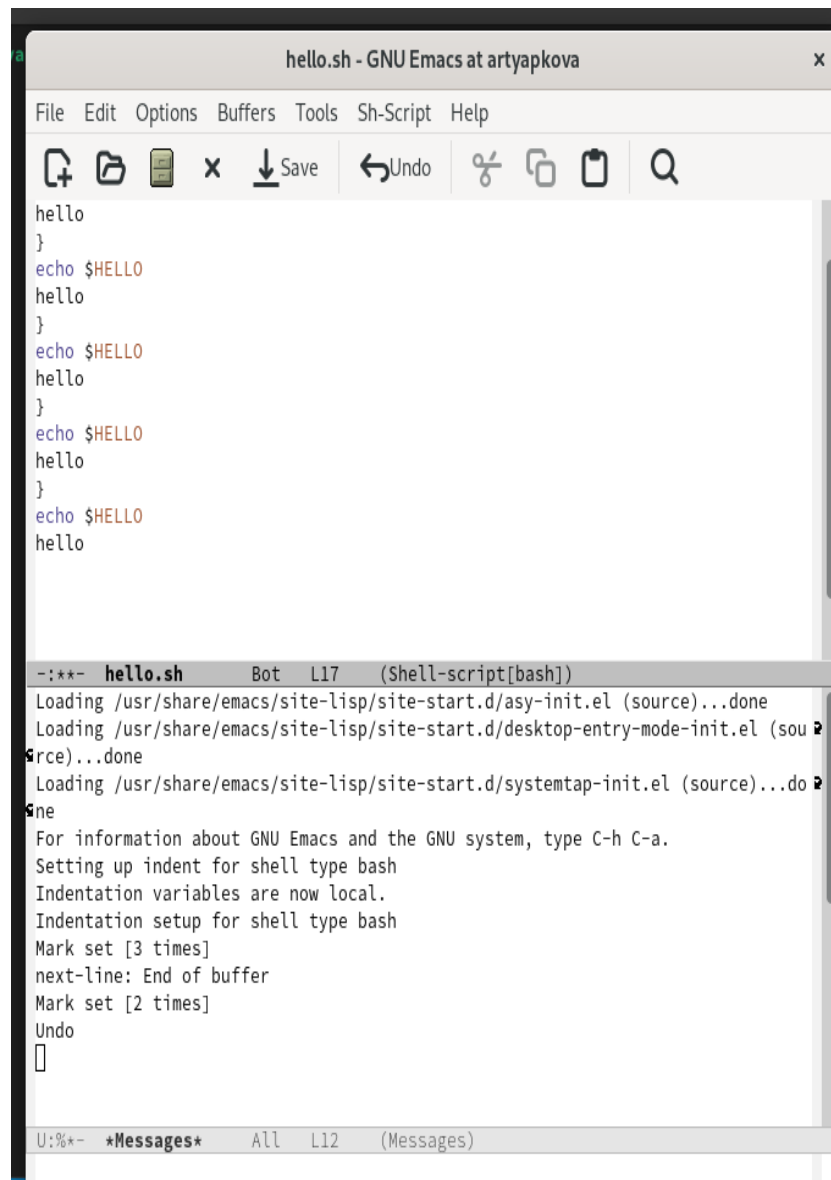 va
hello.sh - GNU Emacs at artyapkova ×
File Edit Options Buffers Tools Sh-Script Help
Save Undo
hello
}
echo $HELLO
hello
}
echo $HELLO
hello
}
echo $HELLO
hello
}
echo $HELLO
hello
-:**- hello.sh Bot L17 (Shell-script[bash])
Loading /usr/share/emacs/site-lisp/site-start.d/asy-init.el (source)...done
Loading /usr/share/emacs/site-lisp/site-start.d/desktop-entry-mode-init.el (sou
rce)...done
Loading /usr/share/emacs/site-lisp/site-start.d/systemtap-init.el (source)...do
ne
For information about GNU Emacs and the GNU system, type C-h C-a.
Setting up indent for shell type bash
Indentation variables are now local.
Indentation setup for shell type bash
Mark set [3 times]
next-line: End of buffer
Mark set [2 times]
Undo
U:%*- *Messages* All L12 (Messages)